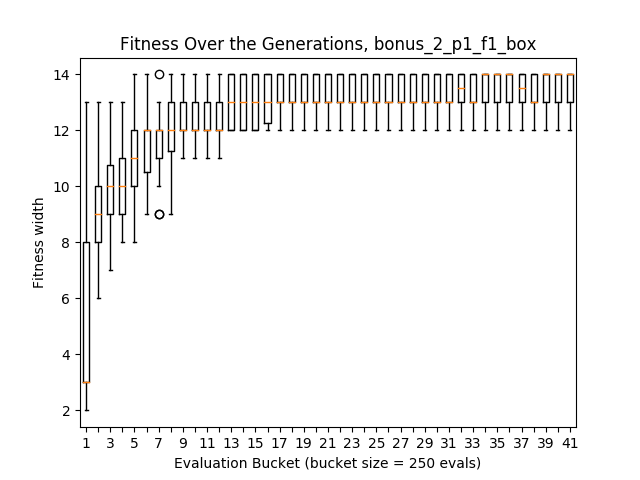 Fitness Over the Generations, bonus_2_p1_f1_box
Fitness width
14
12
10
8
6
4
2
1 3 5 7 9 11 13 15 17 19 21 23 25 27 29 31 33 35 37 39 41
Evaluation Bucket (bucket size = 250 evals)